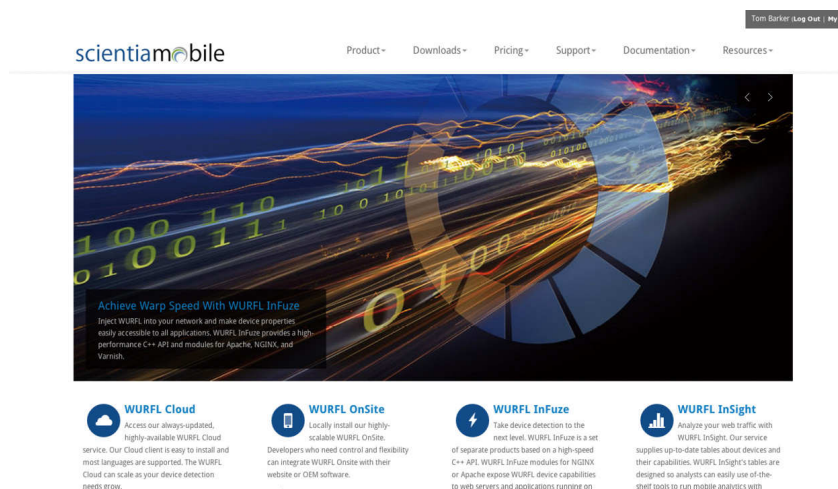 Tom Barker (Log Out | My
scientiamobile
Product Downloads Pricing Support Documentation Resources
Achieve Warp Speed With WURFL InFuze
Inject WURFL into your network and make device properties
easily accessible to all applications. WURFL InFuze provides a high-
performance C++ API and modules for Apache, NGINX, and
Varnish.
WURFL Cloud
Access our always-updated,
highly-available WURFL Cloud
service. Our Cloud client is easy to install and
most languages are supported. The WURFL
Cloud can scale as your device detection
needs grow.
WURFL OnSite
Locally install our highly-
scalable WURFL OnSite.
Developers who need control and flexibility
can integrate WURFL Onsite with their
website or OEM software.
WURFL InFuze
Take device detection to the
next level. WURFL InFuze is a set
of separate products based on a high-speed
C++ API. WURFL InFuze modules for NGINX
or Apache expose WURFL device capabilities
to web servers and applications running on
WURFL InSight
Analyze your web traffic with
WURFL InSight. Our service
supplies up-to-date tables about devices and
their capabilities. WURFL InSight's tables are
designed so analysts can easily use of-the-
shelf tools to run mobile analytics with